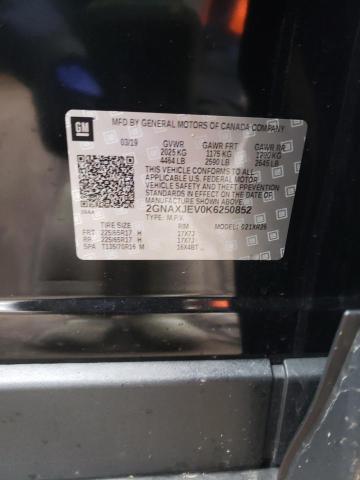 GM
MFD BY GENERAL MOTORS OF CANADA COMPANY
03/19 GVWR GAWR FRT GAWR RR
2025 KG 1175 KG 1200 KG
4464 LB 2590 LB 2645 LB
THIS VEHICLE CONFORMS TO ALL APPLICABLE
U.S. FEDERAL MOTOR
VEHICLE SAFETY AND THEFT PREVENTION
STANDARDS IN EFFECT ON THE DATE OF
MANUFACTURE SHOWN ABOVE.
2GNAXJEV0K6250852
TYPE: M.P.V. MODEL: 021XR26
TIRE SIZE RIM
FRT 225/65R17 H 17X7J
RR 225/65R17 H 17X7J
SPA T135/70R16 M 16X4BT